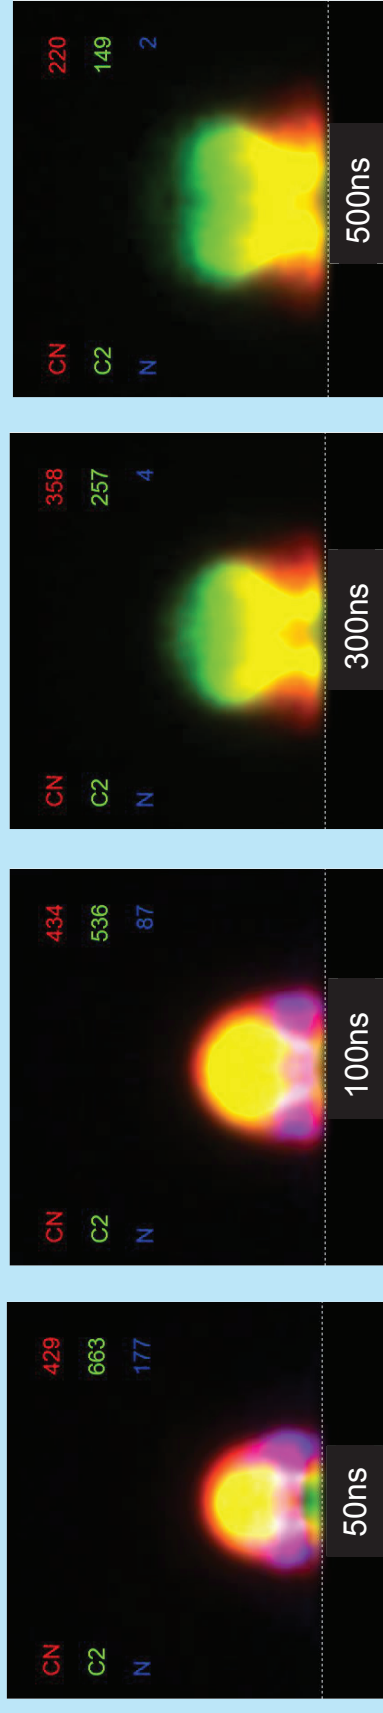 CN 429
C2 663
N 177
50ns
CN 434
C2 536
N 87
100ns
CN 358
C2 257
N 4
300ns
CN 220
C2 149
N 2
500ns